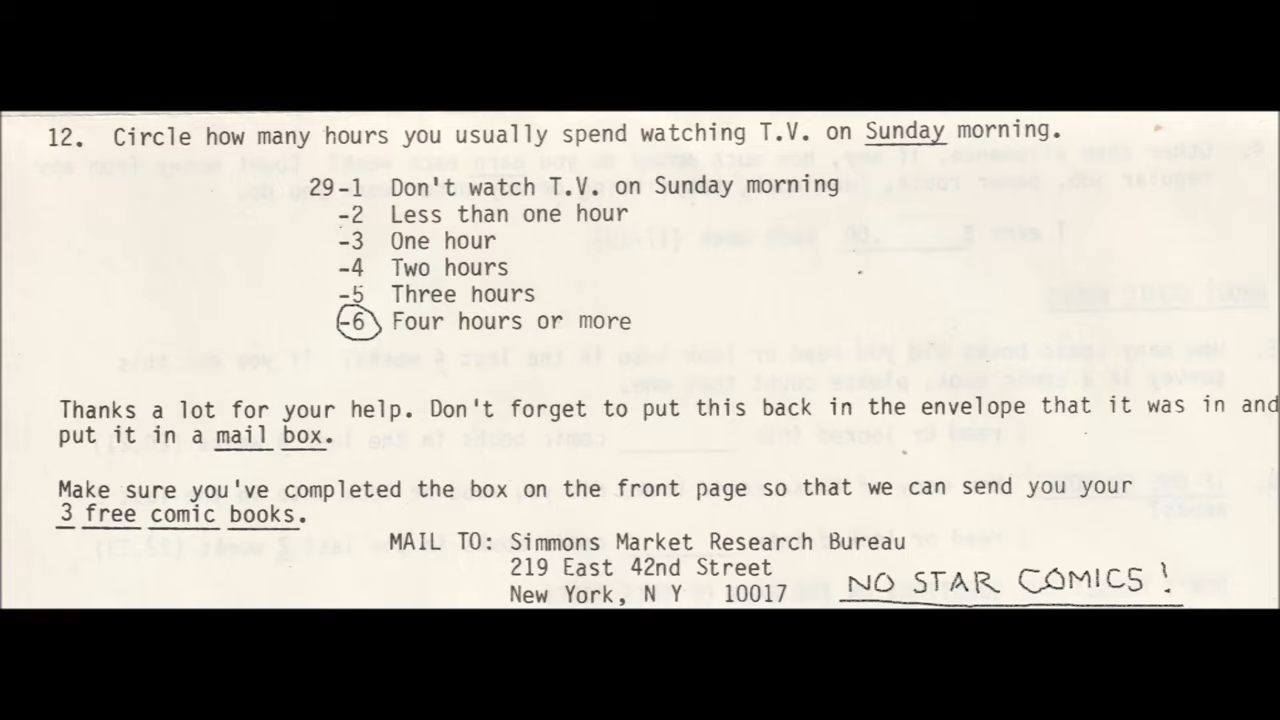 12. Circle how many hours you usually spend watching T.V. on Sunday morning.
29-1 Don't watch T.V. on Sunday morning
-2 Less than one hour
-3 One hour
-4 Two hours
-5 Three hours
-6 Four hours or more
Thanks a lot for your help. Don't forget to put this back in the envelope that it was in and
put it in a mail box.
Make sure you've completed the box on the front page so that we can send you your
3 free comic books.
MAIL TO: Simmons Market Research Bureau
219 East 42nd Street
New York, N Y 10017
NO STAR COMICS!